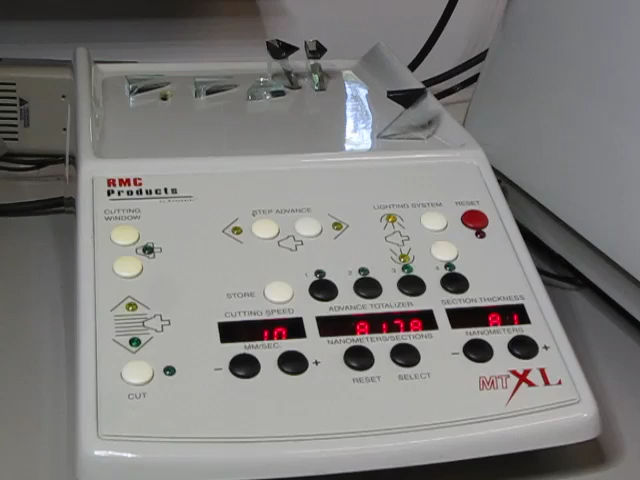 RMC
Products
CUTTING
WINDOW
STEP ADVANCE
LIGHTING SYSTEM
RESET
1 2 3 4
STORE
CUTTING SPEED
ADVANCE TOTALIZER
SECTION THICKNESS
10
8178
81
MM/SEC.
NANOMETERS/SECTIONS
NANOMETERS
- +
- +
RESET
SELECT
CUT
MTXL